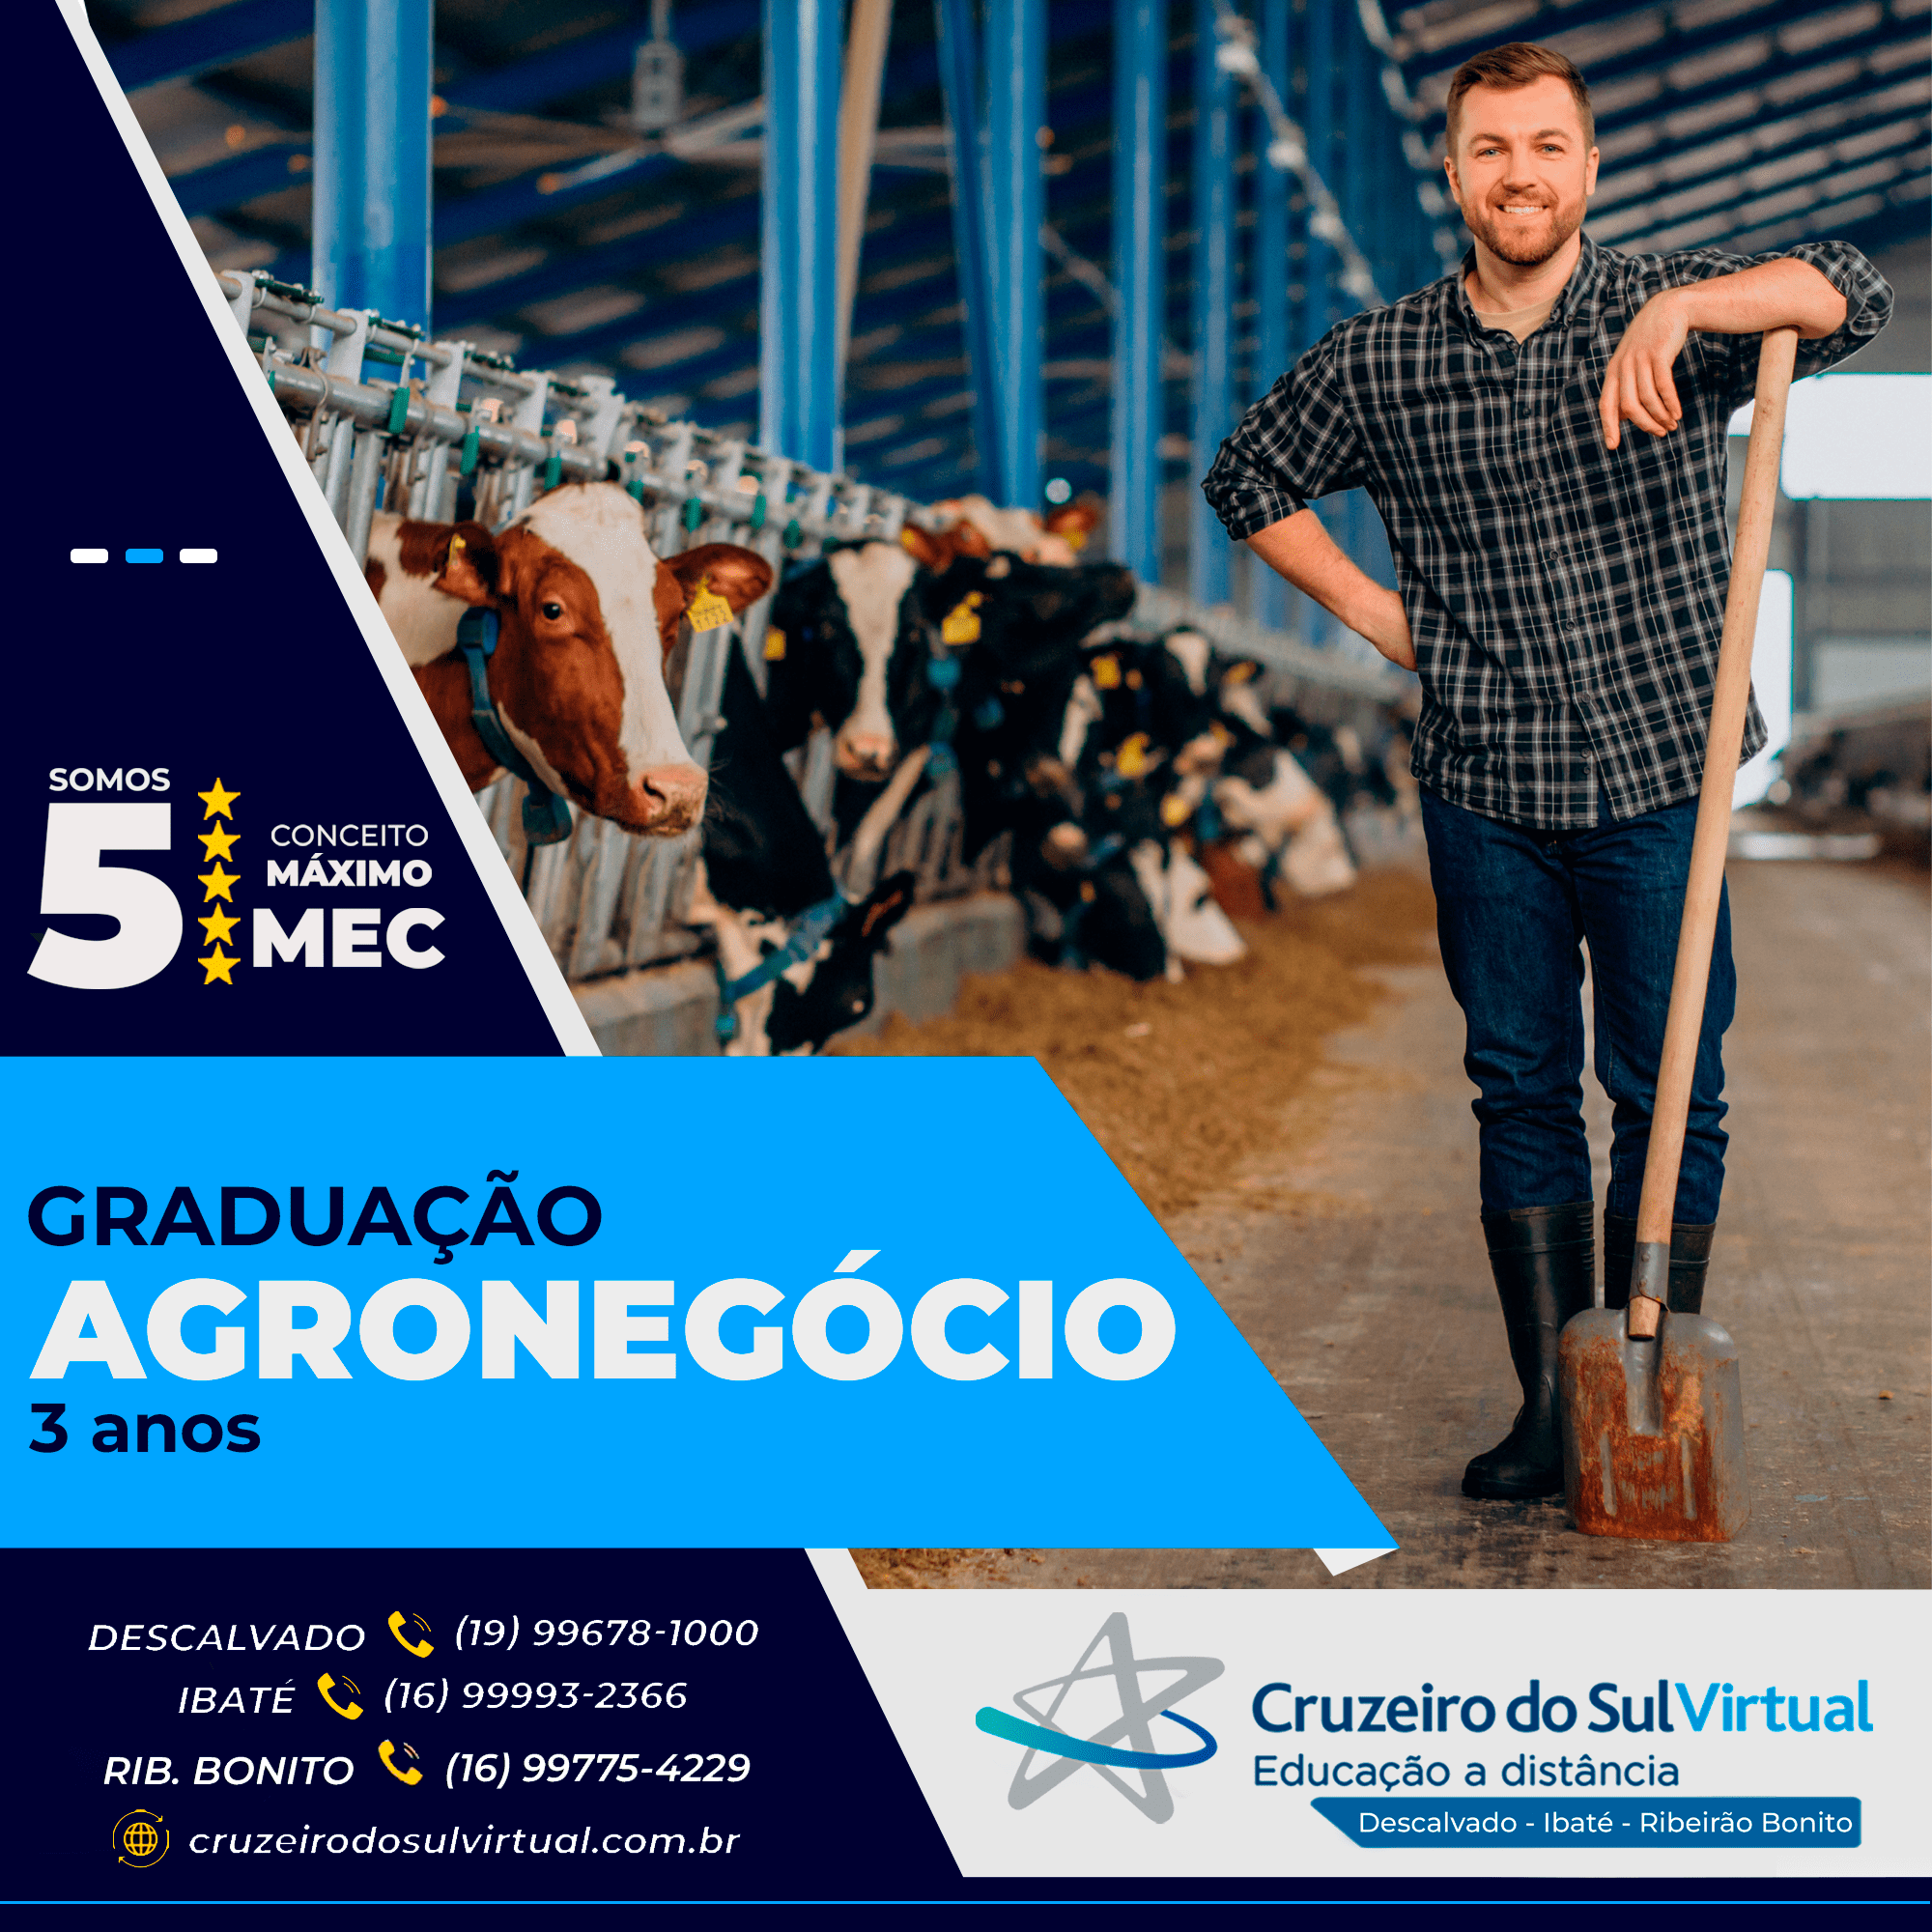 SOMOS
5
CONCEITO
MÁXIMO
MEC
GRADUAÇÃO
AGRONEGÓCIO
3 anos
DESCALVADO (19) 99678-1000
IBATÉ (16) 99993-2366
RIB. BONITO (16) 99775-4229
cruzeirodosulvirtual.com.br
Cruzeiro do Sul Virtual
Educação a distância
Descalvado - Ibaté - Ribeirão Bonito